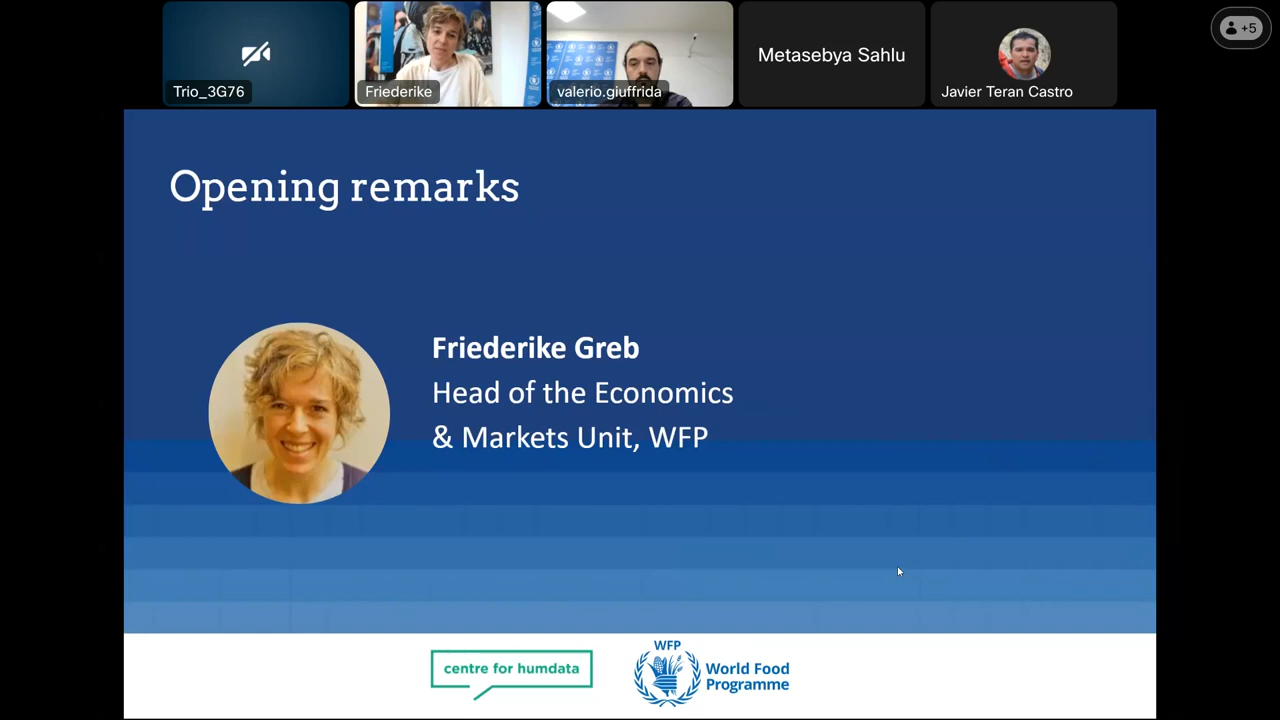 +5
Trio_3G76
Friederike
valerio.giuffrida
Metasebya Sahlu
Javier Teran Castro
Opening remarks
Friederike Greb
Head of the Economics
& Markets Unit, WFP
centre for humdata
WFP
World Food
Programme